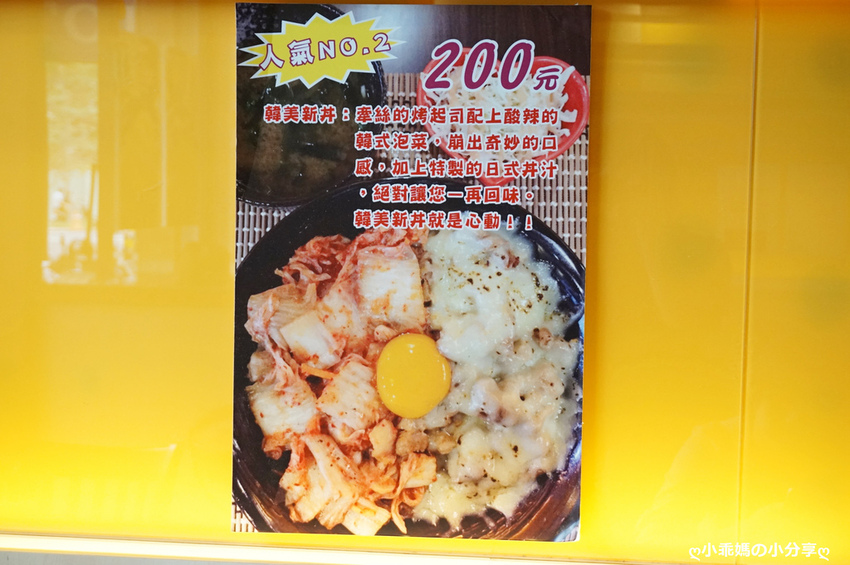 人氣NO.2
200元
韓美新丼：牽絲的烤起司配上酸辣的
韓式泡菜，崩出奇妙的口
感，加上特製的日式丼汁
，絕對讓您一再回味。
韓美新丼就是心動！！
ღ小乖媽の小分享ღ